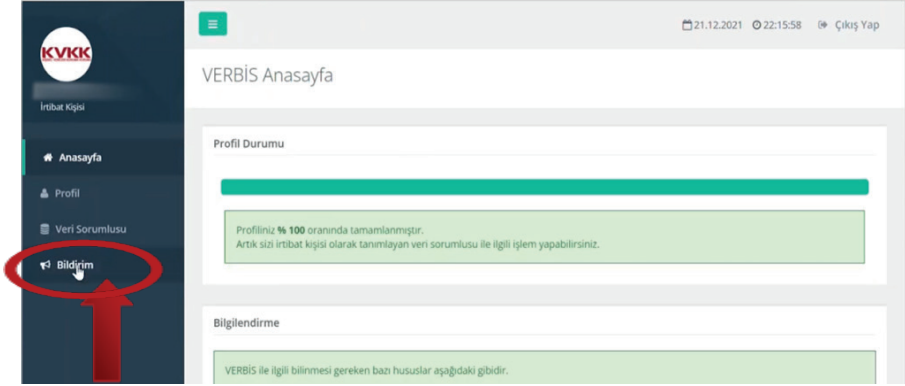 21.12.2021 22:15:58 Çıkış Yap
KVKK
VERBİS Anasayfa
İrtibat Kişisi
Profil Durumu
Anasayfa
Profil
Veri Sorumlusu
Bildirim
Profiliniz % 100 oranında tamamlanmıştır.
Artık sizi irtibat kişisi olarak tanımlayan veri sorumlusu ile ilgili işlem yapabilirsiniz.
Bilgilendirme
VERBİS ile ilgili bilinmesi gereken bazı hususlar aşağıdaki gibidir.